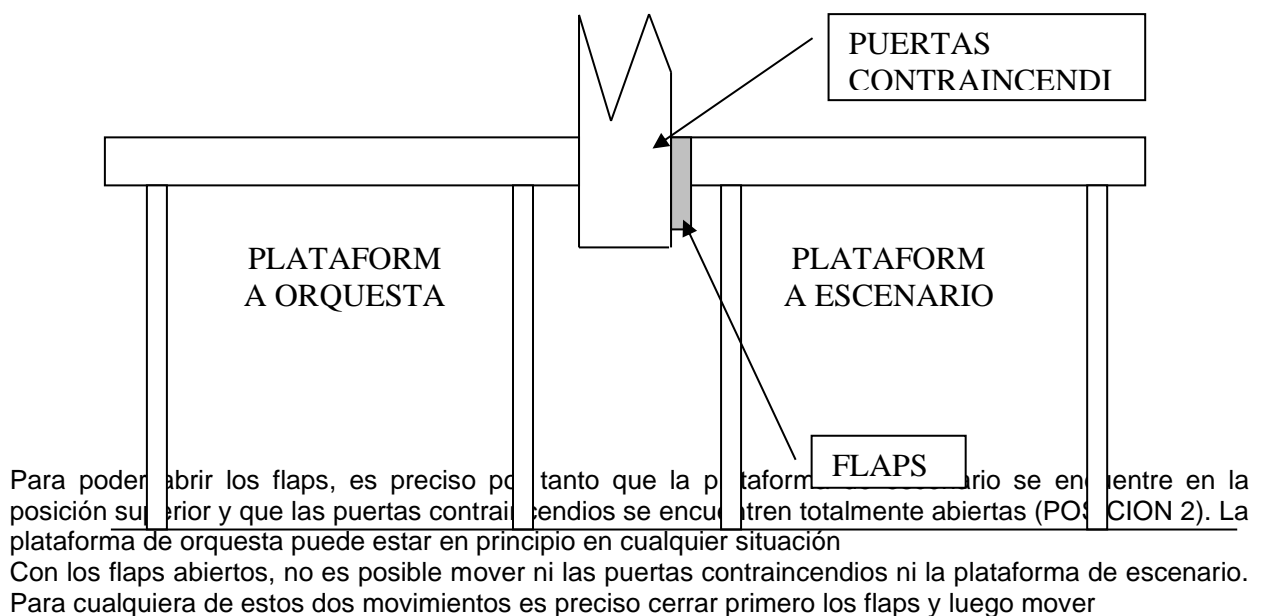 PUERTAS
CONTRAINCENDI
PLATAFORM
A ORQUESTA
PLATAFORM
A ESCENARIO
FLAPS
Para poder abrir los flaps, es preciso por tanto que la plataforma se encuentre en la
posición superior y que las puertas contraincendios se encuentren totalmente abiertas (POSICION 2). La
plataforma de orquesta puede estar en principio en cualquier situación
Con los flaps abiertos, no es posible mover ni las puertas contraincendios ni la plataforma de escenario.
Para cualquiera de estos dos movimientos es preciso cerrar primero los flaps y luego mover